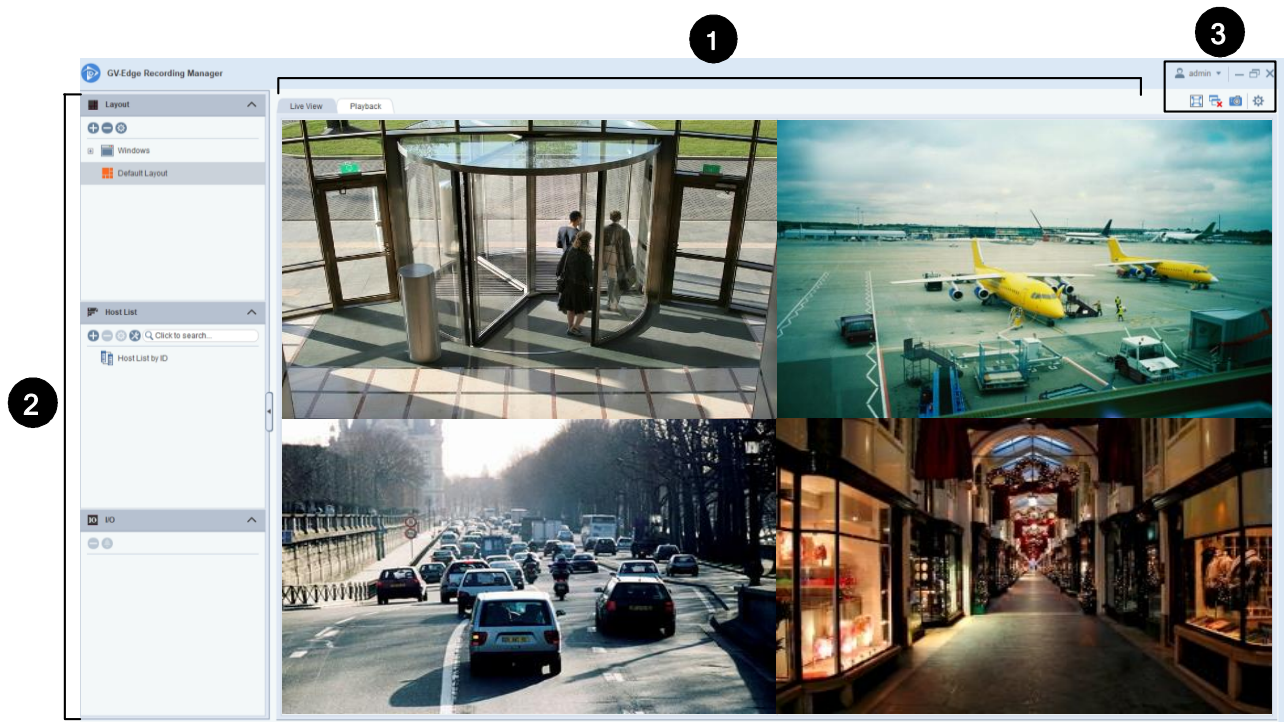 1
3
GV-Edge Recording Manager
admin
Layout
Live View
Playback
Windows
Default Layout
Host List
Click to search...
Host List by ID
2
I/O